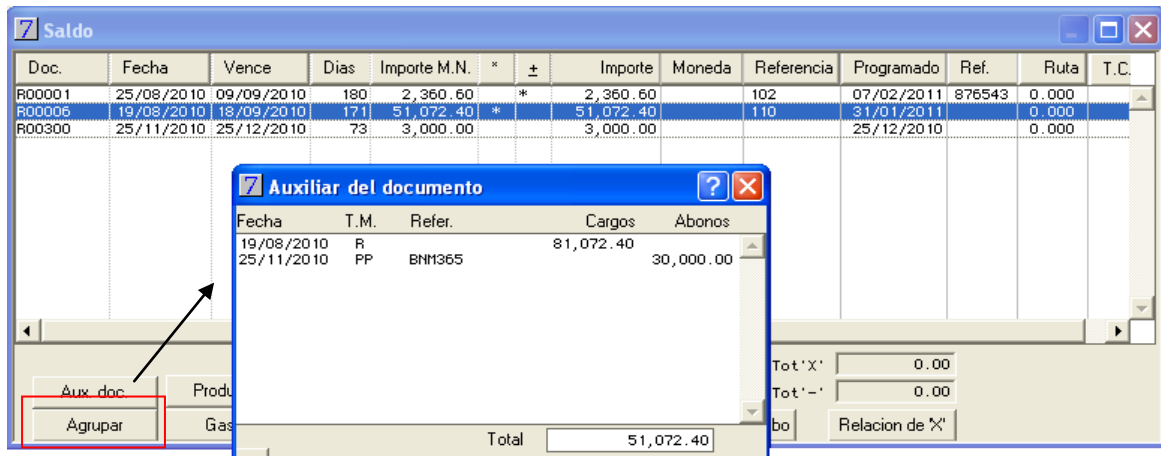 7 Saldo
Doc. Fecha Vence Dias Importe M.N. * ± Importe Moneda Referencia Programado Ref. Ruta T.C.
R00001 25/08/2010 09/09/2010 180 2,360.60 * 2,360.60 102 07/02/2011 876543 0.000
R00006 19/08/2010 18/09/2010 171 51,072.40 * 51,072.40 110 31/01/2011 0.000
R00300 25/11/2010 25/12/2010 73 3,000.00 3,000.00 25/12/2010 0.000
7 Auxiliar del documento ?
Fecha T.M. Refer. Cargos Abonos
19/08/2010 R 81,072.40
25/11/2010 PP BNM365 30,000.00
Total 51,072.40
Tot'X' 0.00
Aux. doc. Produ Tot'-' 0.00
Agrupar Gas bo Relacion de 'X'